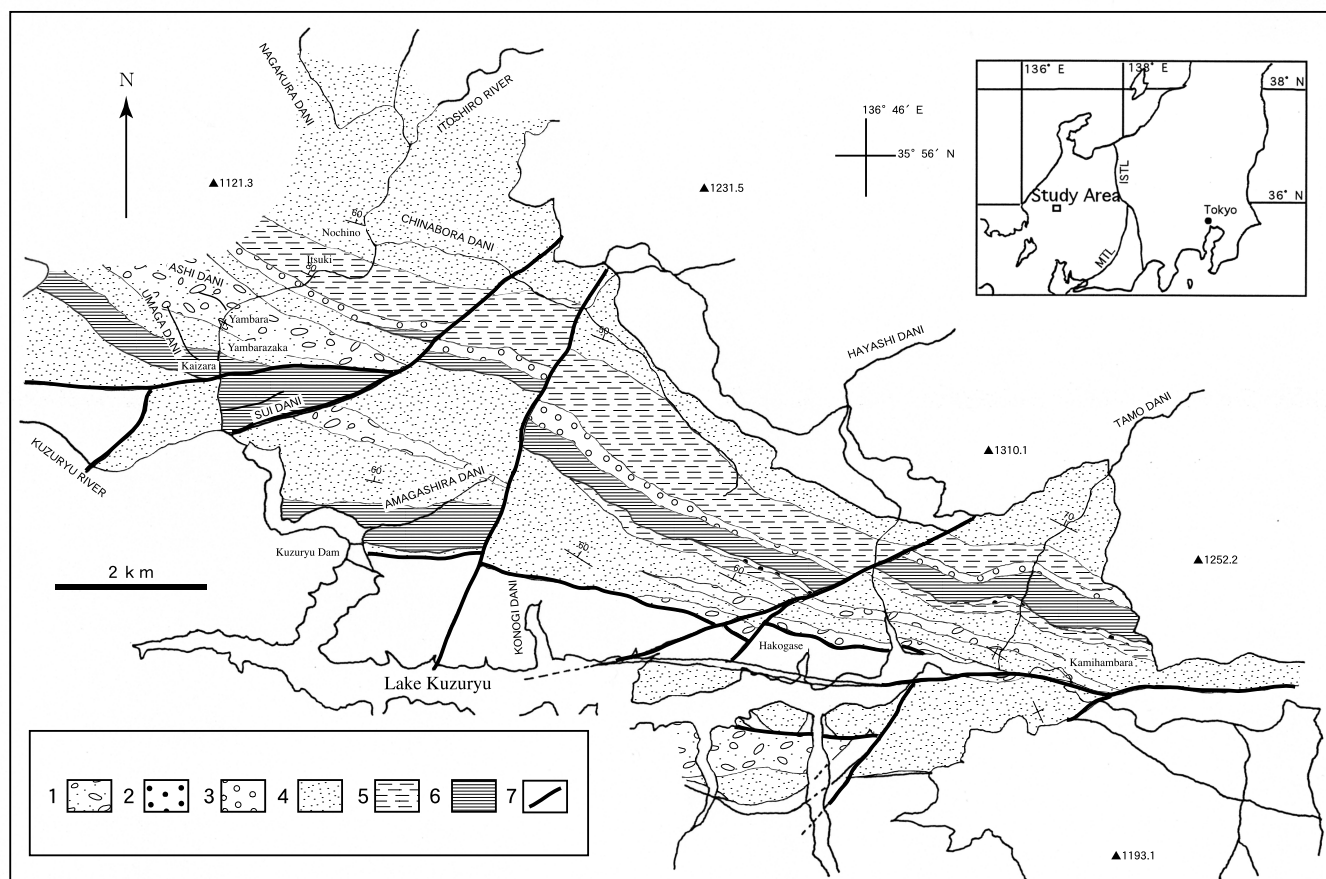 N
NAGAKURA DANI
ITOSHIRO RIVER
136° 46′ E
35° 56′ N
▲1121.3
▲1231.5
136° E
138° E
38° N
36° N
ISTL
Study Area
Tokyo
MTL
60
Nochino
CHINABORA DANI
Itsuki
80
ASHI DANI
UMAGA DANI
Yambara
Yambarazaka
Kaizara
SUI DANI
KUZURYU RIVER
90
HAYASHI DANI
TAMO DANI
▲1310.1
60
AMAGASHIRA DANI
70
Kuzuryu Dam
60
60
▲1252.2
2 km
KONOGI DANI
Hakogase
Kamihambara
Lake Kuzuryu
1 2 3 4 5 6 7
▲1193.1